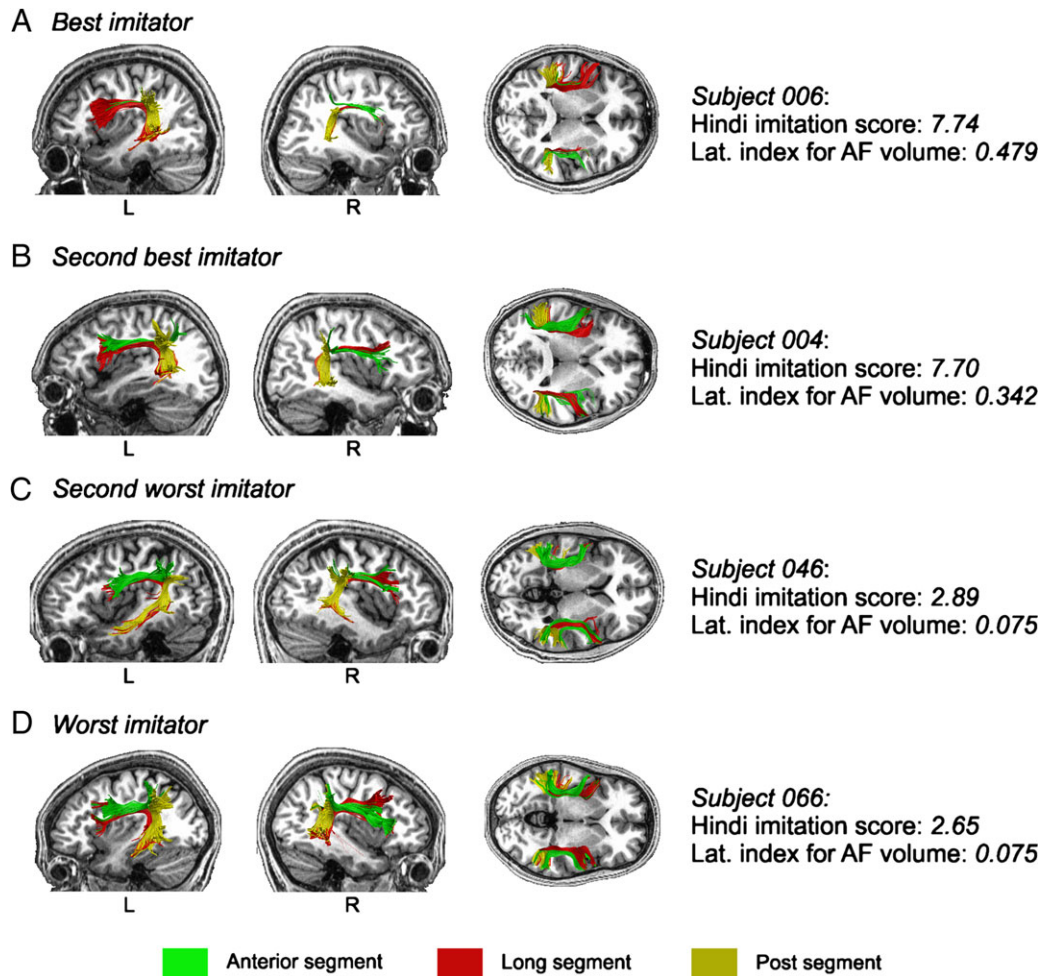 A Best imitator
L R
Subject 006:
Hindi imitation score: 7.74
Lat. index for AF volume: 0.479
B Second best imitator
L R
Subject 004:
Hindi imitation score: 7.70
Lat. index for AF volume: 0.342
C Second worst imitator
L R
Subject 046:
Hindi imitation score: 2.89
Lat. index for AF volume: 0.075
D Worst imitator
L R
Subject 066:
Hindi imitation score: 2.65
Lat. index for AF volume: 0.075
Anterior segment Long segment Post segment